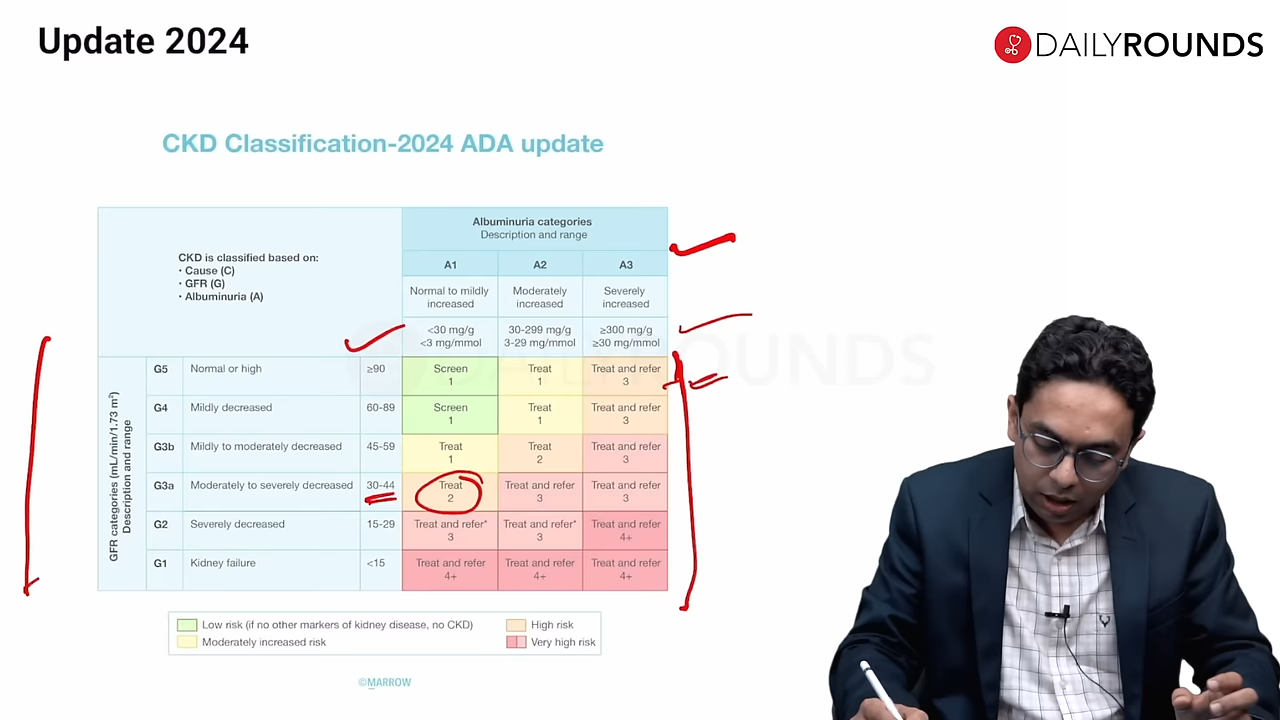 Update 2024
DAILYROUNDS
CKD Classification-2024 ADA update
CKD is classified based on:
• Cause (C)
• GFR (G)
• Albuminuria (A)
Albuminuria categories
Description and range
A1 A2 A3
Normal to mildly increased Moderately increased Severely increased
<30 mg/g 30-299 mg/g ≥300 mg/g
<3 mg/mmol 3-29 mg/mmol ≥30 mg/mmol
GFR categories (mL/min/1.73 m²)
Description and range
G5 Normal or high ≥90 Screen 1 Treat 1 Treat and refer 3
G4 Mildly decreased 60-89 Screen 1 Treat 1 Treat and refer 3
G3b Mildly to moderately decreased 45-59 Treat 1 Treat 2 Treat and refer 3
G3a Moderately to severely decreased 30-44 Treat 2 Treat and refer 3 Treat and refer 3
G2 Severely decreased 15-29 Treat and refer* 3 Treat and refer* 3 Treat and refer 4+
G1 Kidney failure <15 Treat and refer 4+ Treat and refer 4+ Treat and refer 4+
Low risk (if no other markers of kidney disease, no CKD) High risk
Moderately increased risk Very high risk
©MARROW
DAILYROUNDS